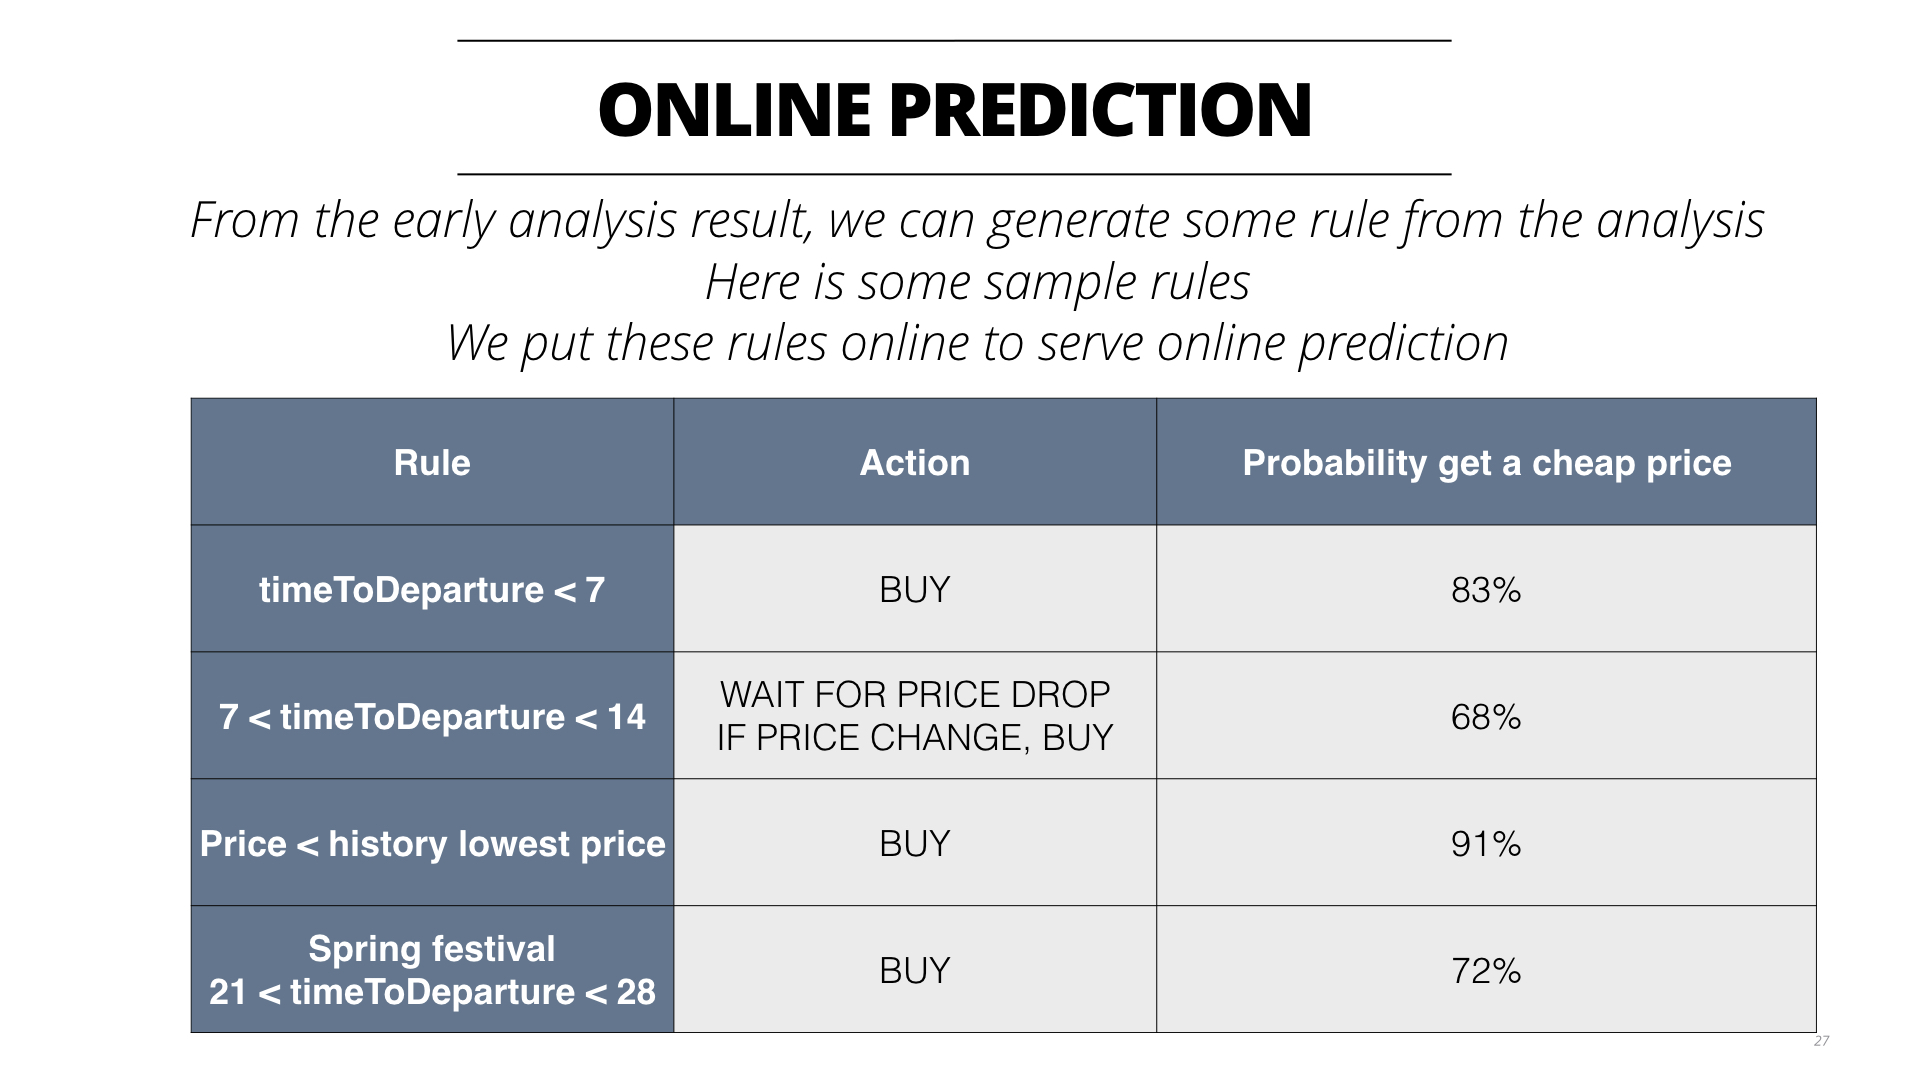 ONLINE PREDICTION
From the early analysis result, we can generate some rule from the analysis
Here is some sample rules
We put these rules online to serve online prediction
Rule
Action
Probability get a cheap price
timeToDeparture < 7
BUY
83%
7 < timeToDeparture < 14
WAIT FOR PRICE DROP
IF PRICE CHANGE, BUY
68%
Price < history lowest price
BUY
91%
Spring festival
21 < timeToDeparture < 28
BUY
72%
27